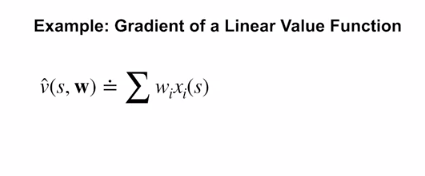 Example: Gradient of a Linear Value Function
v̂(s, w) ≐ ∑ wᵢxᵢ(s)